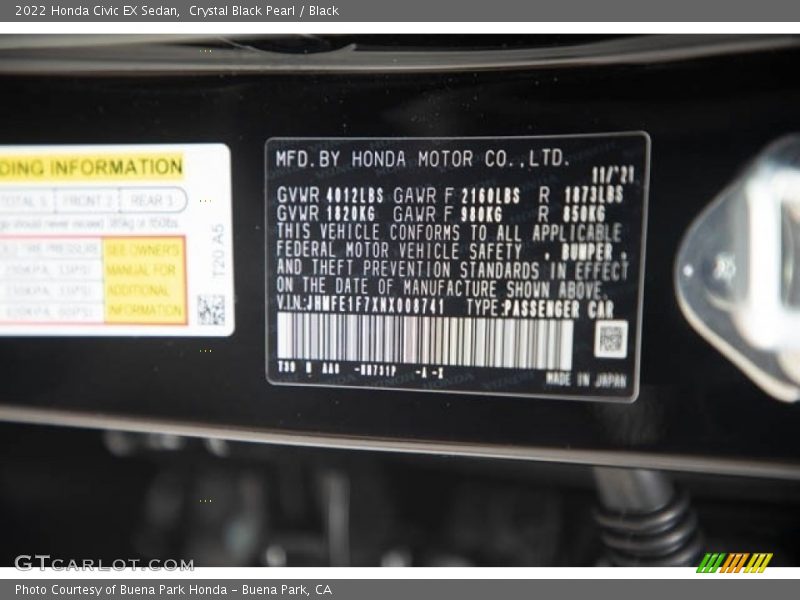 2022 Honda Civic EX Sedan, Crystal Black Pearl / Black
DING INFORMATION
TOTAL 5 FRONT 2 REAR 3
SEE OWNER'S
MANUAL FOR
ADDITIONAL
INFORMATION
T20 A5
MFD.BY HONDA MOTOR CO.,LTD.
11/'21
GVWR 4012LBS GAWR F 2160LBS R 1873LBS
GVWR 1820KG GAWR F 980KG R 850KG
THIS VEHICLE CONFORMS TO ALL APPLICABLE
FEDERAL MOTOR VEHICLE SAFETY , BUMPER ,
AND THEFT PREVENTION STANDARDS IN EFFECT
ON THE DATE OF MANUFACTURE SHOWN ABOVE.
V.I.N.:JHMFE1F7XNX008741 TYPE:PASSENGER CAR
MADE IN JAPAN
GTCARLOT.COM
Photo Courtesy of Buena Park Honda – Buena Park, CA